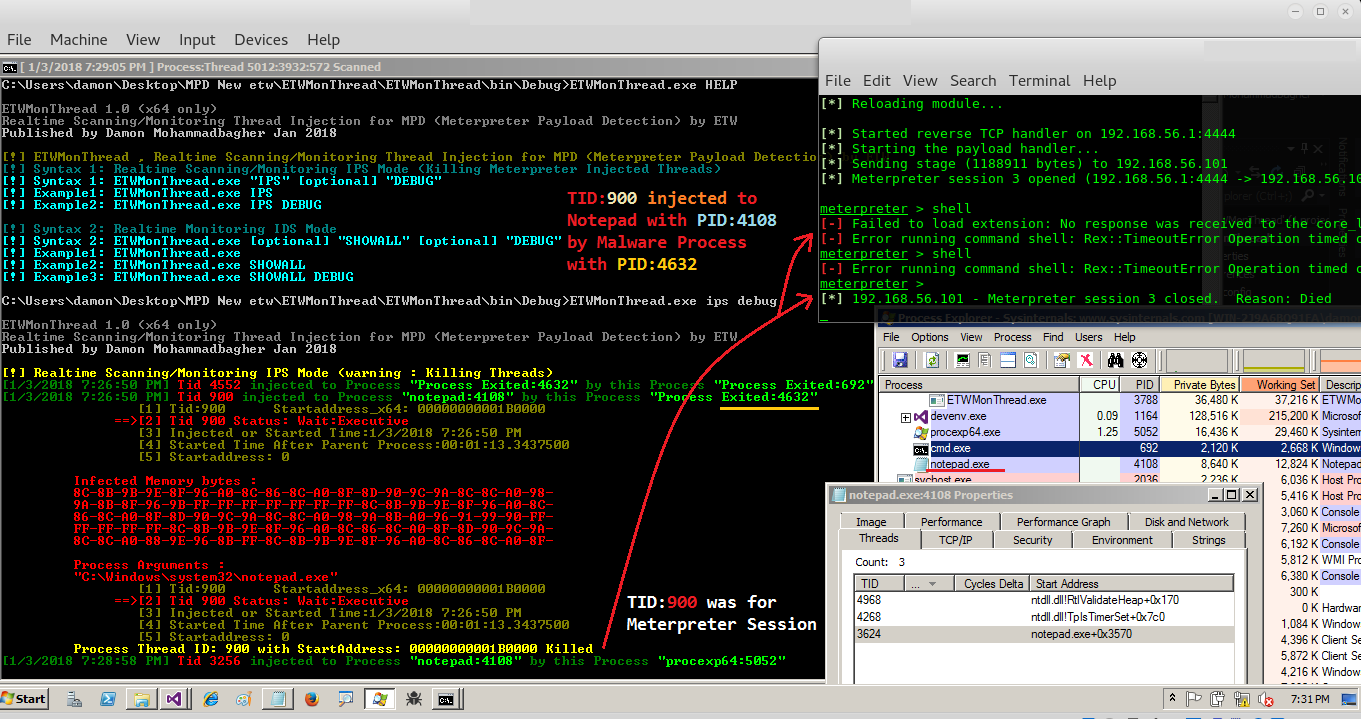 File Machine View Input Devices Help
[ 1/3/2018 7:29:05 PM ] Process:Thread 5012:3932:572 Scanned
C:\Users\damon\Desktop\MPD New etw\ETWMonThread\ETWMonThread\bin\Debug>ETWMonThread.exe HELP
ETWMonThread 1.0 (x64 only)
Realtime Scanning/Monitoring Thread Injection for MPD (Meterpreter Payload Detection) by ETW
Published by Damon Mohammadbagher Jan 2018
[!] ETWMonThread , Realtime Scanning/Monitoring Thread Injection for MPD (Meterpreter Payload Detectio
[!] Syntax 1: Realtime Scanning/Monitoring IPS Mode (Killing Meterpreter Injected Threads)
[!] Syntax 1: ETWMonThread.exe "IPS" [optional] "DEBUG"
[!] Example1: ETWMonThread.exe IPS
[!] Example2: ETWMonThread.exe IPS DEBUG
[!] Syntax 2: Realtime Monitoring IDS Mode
[!] Syntax 2: ETWMonThread.exe [optional] "SHOWALL" [optional] "DEBUG"
[!] Example1: ETWMonThread.exe
[!] Example2: ETWMonThread.exe SHOWALL
[!] Example3: ETWMonThread.exe SHOWALL DEBUG
C:\Users\damon\Desktop\MPD New etw\ETWMonThread\ETWMonThread\bin\Debug>ETWMonThread.exe ips debug
ETWMonThread 1.0 (x64 only)
Realtime Scanning/Monitoring Thread Injection for MPD (Meterpreter Payload Detection) by ETW
Published by Damon Mohammadbagher Jan 2018
[!] Realtime Scanning/Monitoring IPS Mode (warning : Killing Threads)
[1/3/2018 7:26:50 PM] Tid 4552 injected to Process "Process Exited:4632" by this Process "Process Exited:692"
[1/3/2018 7:26:50 PM] Tid 900 injected to Process "notepad:4108" by this Process "Process Exited:4632"
[1] Tid:900 Startaddress_x64: 00000000001B0000
==>[2] Tid 900 Status: Wait:Executive
[3] Injected or Started Time:1/3/2018 7:26:50 PM
[4] Started Time After Parent Process:00:01:13.3437500
[5] Startaddress: 0
Infected Memory bytes :
8C-8B-9B-9E-8F-96-A0-8C-86-8C-A0-8F-8D-90-9C-9A-8C-8C-A0-98-
9A-8B-8F-96-9B-FF-FF-FF-FF-FF-FF-FF-8C-8B-9B-9E-8F-96-A0-8C-
86-8C-A0-8F-8D-90-9C-9A-8C-8C-A0-98-9A-8B-A0-96-91-99-90-FF-
FF-FF-FF-FF-8C-8B-9B-9E-8F-96-A0-8C-86-8C-A0-8F-8D-90-9C-9A-
8C-8C-A0-88-9E-96-8B-FF-8C-8B-9B-9E-8F-96-A0-8C-86-8C-A0-8F-
Process Arguments :
"C:\Windows\system32\notepad.exe"
[1] Tid:900 Startaddress_x64: 00000000001B0000
==>[2] Tid 900 Status: Wait:Executive
[3] Injected or Started Time:1/3/2018 7:26:50 PM
[4] Started Time After Parent Process:00:01:13.3437500
[5] Startaddress: 0
Process Thread ID: 900 with StartAddress: 00000000001B0000 Killed
[1/3/2018 7:28:58 PM] Tid 3256 injected to Process "notepad:4108" by this Process "procexp64:5052"
TID:900 injected to
Notepad with PID:4108
by Malware Process
with PID:4632
TID:900 was for
Meterpreter Session
File Edit View Search Terminal Help
[*] Reloading module...
[*] Started reverse TCP handler on 192.168.56.1:4444
[*] Starting the payload handler...
[*] Sending stage (1188911 bytes) to 192.168.56.101
[*] Meterpreter session 3 opened (192.168.56.1:4444 -> 192.168.56.10
meterpreter > shell
[-] Failed to load extension: No response was received to the core_l
[-] Error running command shell: Rex::TimeoutError Operation timed o
meterpreter > shell
[-] Error running command shell: Rex::TimeoutError Operation timed o
meterpreter >
[*] 192.168.56.101 - Meterpreter session 3 closed. Reason: Died
Process Explorer - Sysinternals: www.sysinternals.com
File Options View Process Find Users Help
Process CPU PID Private Bytes Working Set Descrip
ETWMonThread.exe 3788 36,480 K 37,216 K ETWMo
devenv.exe 0.09 1164 128,516 K 215,200 K Microsof
procexp64.exe 1.25 5052 16,436 K 29,460 K Sysinterr
cmd.exe 692 2,120 K 2,668 K Window
notepad.exe 4108 8,640 K 12,824 K Notepad
svchost.exe 2036 2,236 K 6,036 K Host Pro
5,416 K Host Pro
3,060 K Console
7,260 K Microsof
6,192 K Console
5,812 K WMI Pro
6,380 K Console
300 K
0 K Hardwar
1,084 K Window
4,396 K Client Se
5,872 K Client Se
4,216 K Window
notepad.exe:4108 Properties
Image Performance Performance Graph Disk and Network
Threads TCP/IP Security Environment Strings
Count: 3
TID ... Cycles Delta Start Address
4968 ntdll.dll!RtlValidateHeap+0x170
4268 ntdll.dll!TpIsTimerSet+0x7c0
3624 notepad.exe+0x3570
Start
7:31 PM